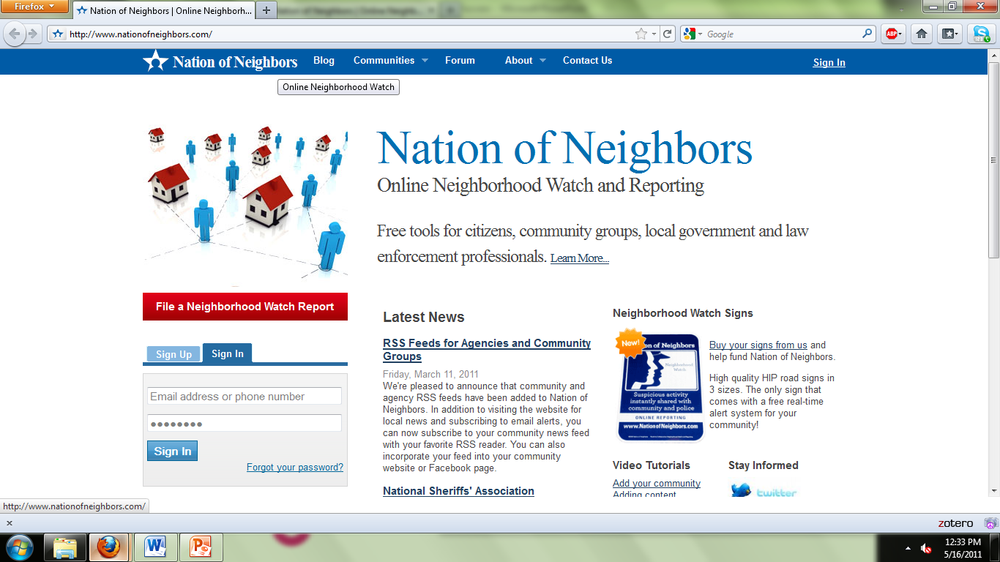 Firefox
Nation of Neighbors | Online Neighborh...
http://www.nationofneighbors.com/
Google
ABP
Nation of Neighbors
Blog
Communities
Forum
About
Contact Us
Sign In
Online Neighborhood Watch
Nation of Neighbors
Online Neighborhood Watch and Reporting
Free tools for citizens, community groups, local government and law
enforcement professionals. Learn More...
File a Neighborhood Watch Report
Sign Up
Sign In
Email address or phone number
Sign In
Forgot your password?
Latest News
RSS Feeds for Agencies and Community
Groups
Friday, March 11, 2011
We're pleased to announce that community and
agency RSS feeds have been added to Nation of
Neighbors. In addition to visiting the website for
local news and subscribing to email alerts, you
can now subscribe to your community news feed
with your favorite RSS reader. You can also
incorporate your feed into your community
website or Facebook page.
National Sheriffs' Association
Neighborhood Watch Signs
New!
on of Neighbors
Neighborhood
Watch
Suspicious activity
instantly shared with
community and police
ONLINE REPORTING
www.NationofNeighbors.com
Buy your signs from us and
help fund Nation of Neighbors.
High quality HIP road signs in
3 sizes. The only sign that
comes with a free real-time
alert system for your
community!
Video Tutorials
Add your community
Adding content
Stay Informed
twitter
http://www.nationofneighbors.com/
zotero
12:33 PM
5/16/2011